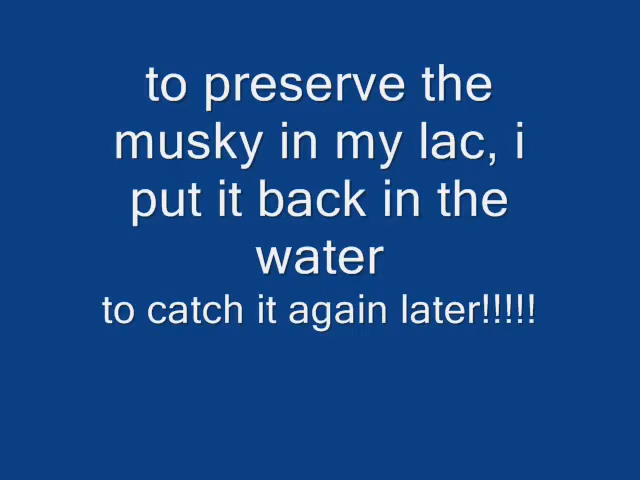 to preserve the
musky in my lac, i
put it back in the
water
to catch it again later!!!!!